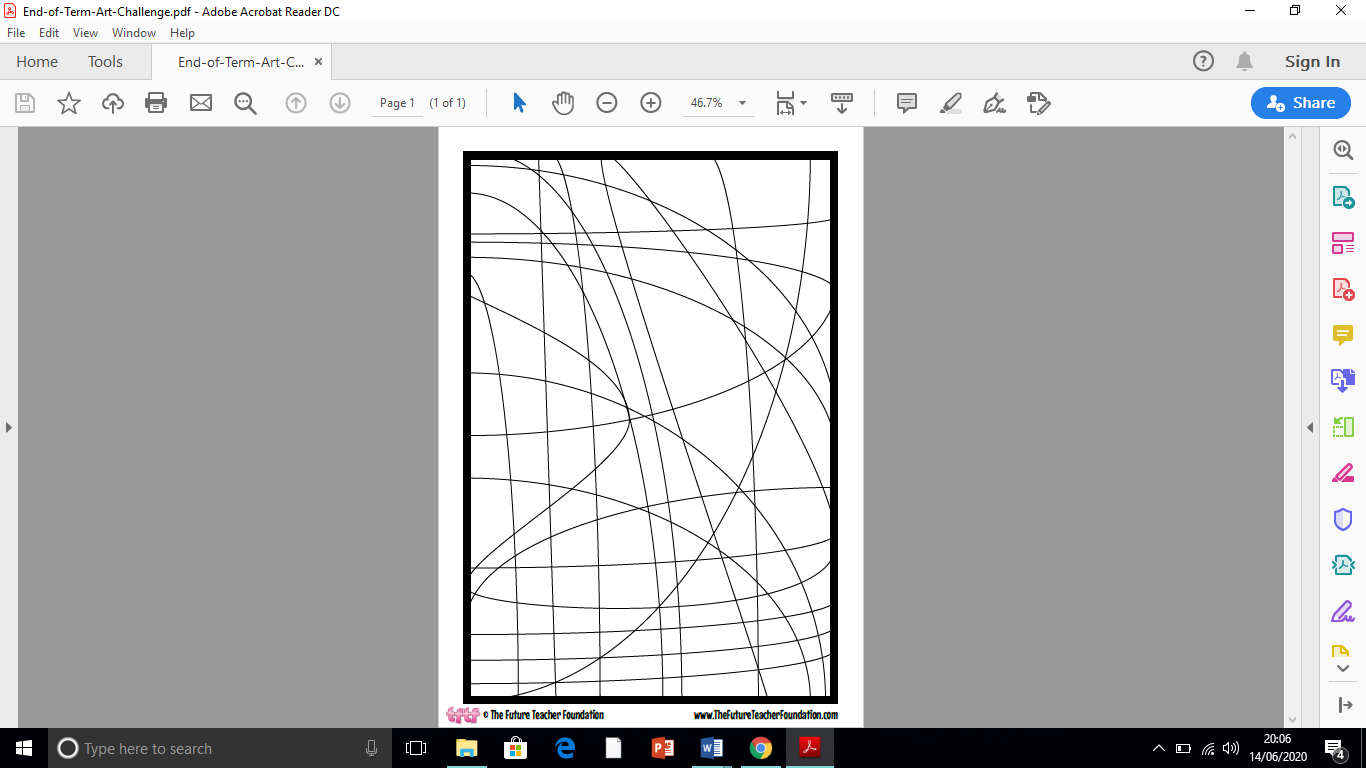 End-of-Term-Art-Challenge.pdf - Adobe Acrobat Reader DC
File Edit View Window Help
Home Tools End-of-Term-Art-C... Sign In
Page 1 (1 of 1) 46.7% Share
tftf © The Future Teacher Foundation www.TheFutureTeacherFoundation.com
Type here to search
20:06
14/06/2020
4